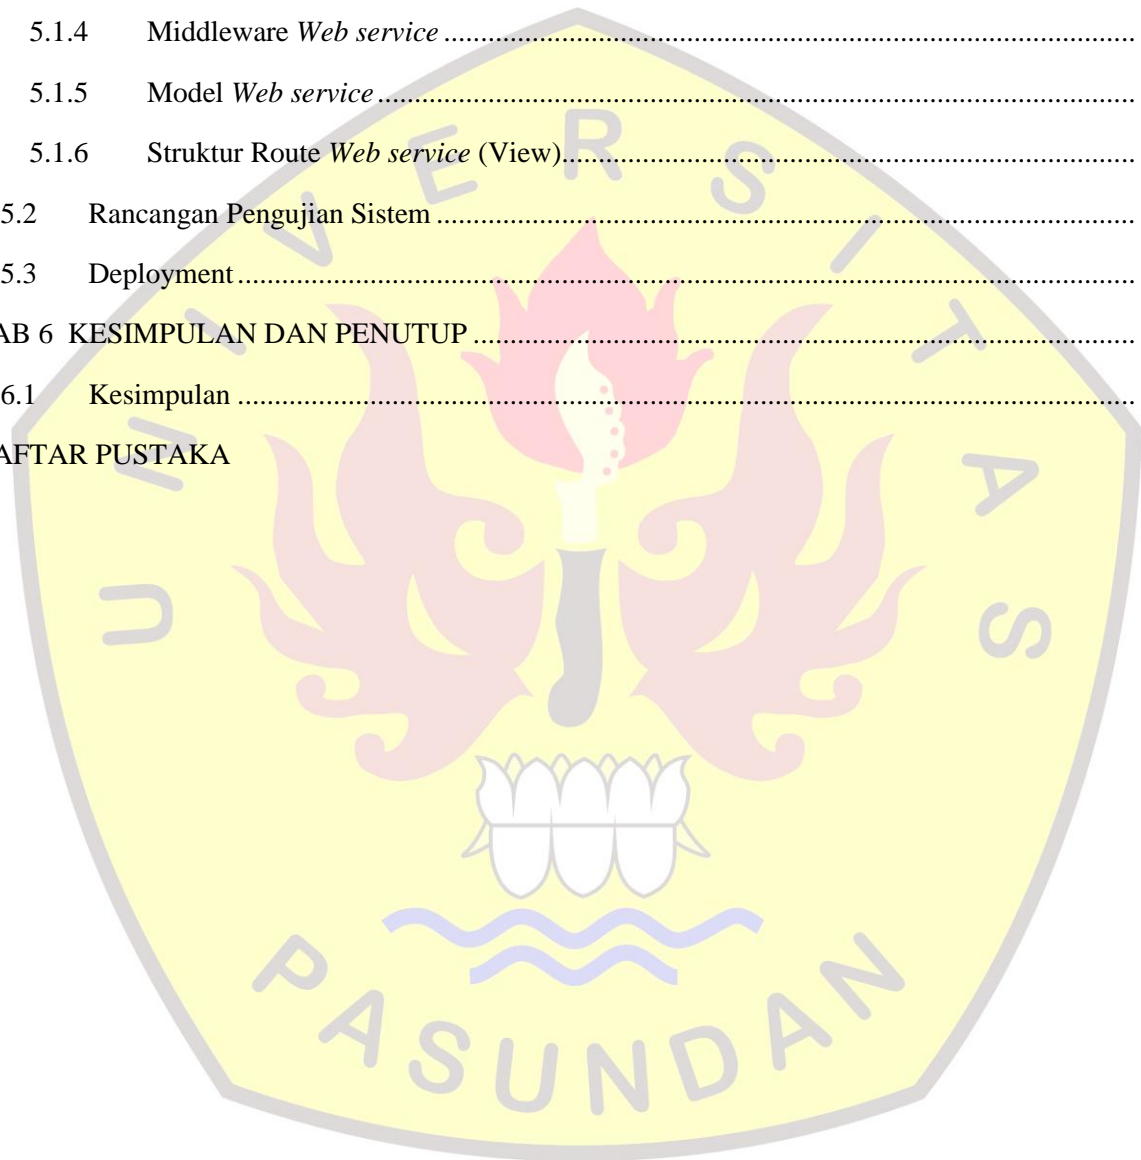 5.1.4 Middleware Web service ................................................................................
5.1.5 Model Web service ................................................................................
5.1.6 Struktur Route Web service (View) ................................................................................
5.2 Rancangan Pengujian Sistem ................................................................................
5.3 Deployment ................................................................................
AB 6 KESIMPULAN DAN PENUTUP ................................................................................
6.1 Kesimpulan ................................................................................
AFTAR PUSTAKA
UNIVERSITAS
PASUNDAN